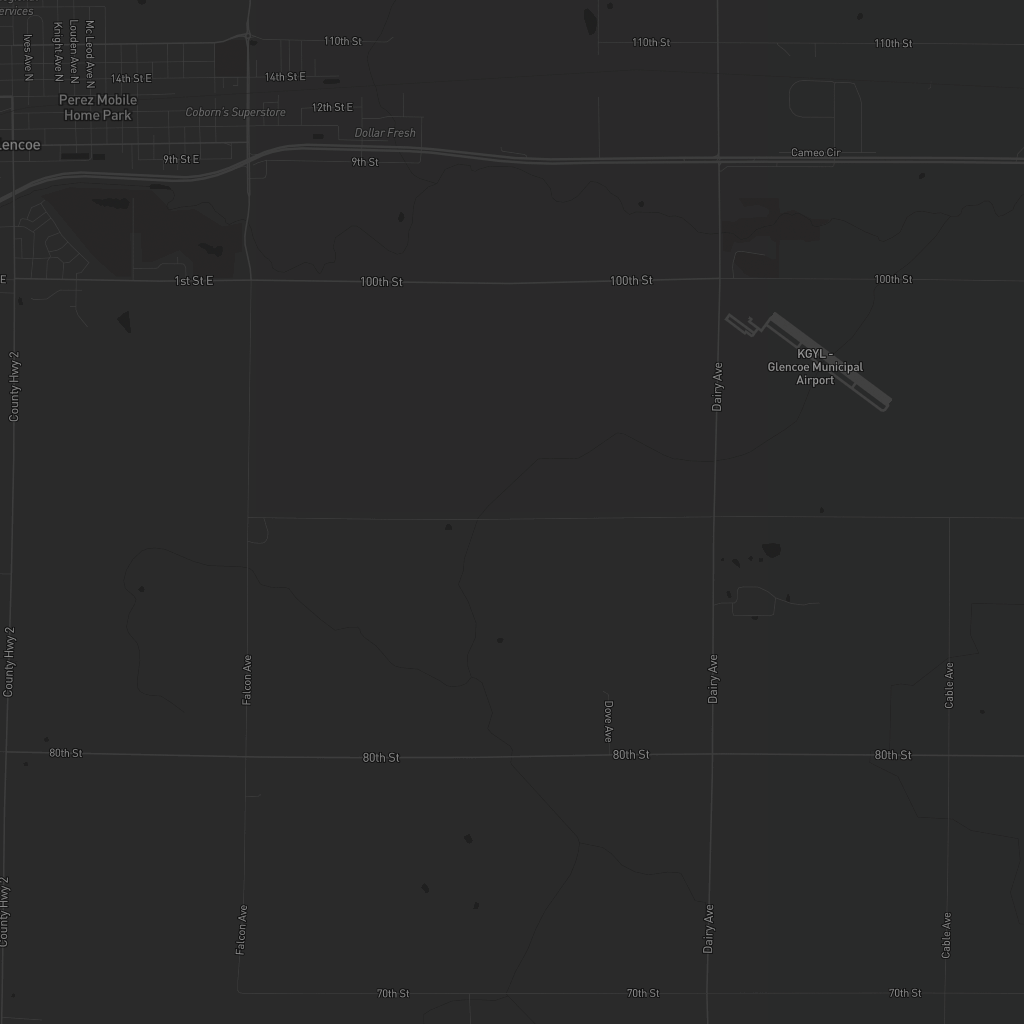 ervices
Ives Ave N
Knight Ave N
Louden Ave N
Mc Leod Ave N
110th St
110th St
110th St
14th St E
14th St E
Perez Mobile
Home Park
Coborn's Superstore
12th St E
Dollar Fresh
lencoe
9th St E
9th St
Cameo Cir
E
1st St E
100th St
100th St
100th St
County Hwy 2
Dairy Ave
KGYL -
Glencoe Municipal
Airport
County Hwy 2
Falcon Ave
Dairy Ave
Cable Ave
Dove Ave
80th St
80th St
80th St
80th St
County Hwy 2
Falcon Ave
Dairy Ave
Cable Ave
70th St
70th St
70th St